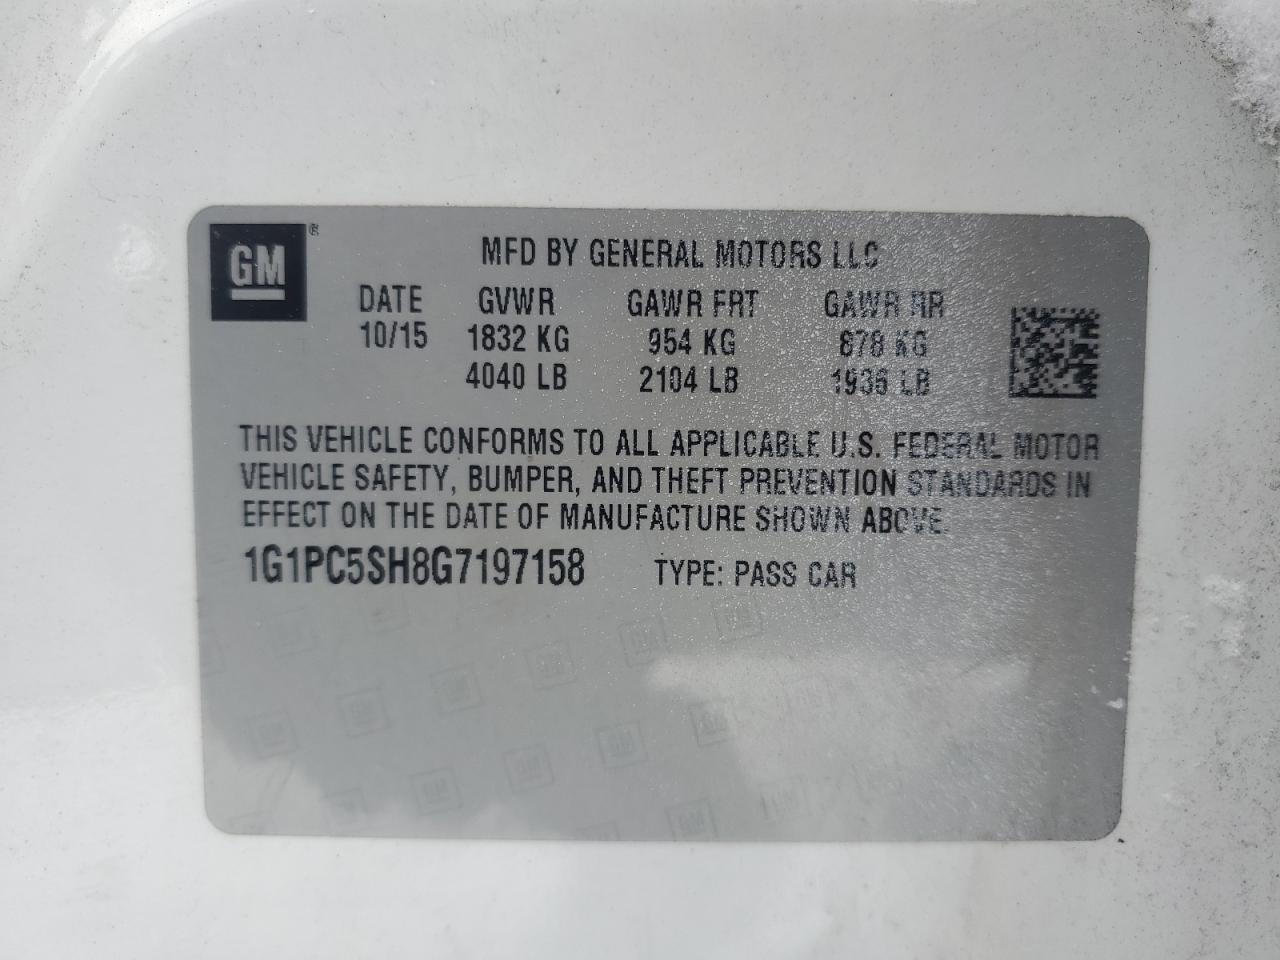 GM ®
MFD BY GENERAL MOTORS LLC
DATE GVWR GAWR FRT GAWR RR
10/15 1832 KG 954 KG 878 KG
4040 LB 2104 LB 1936 LB
THIS VEHICLE CONFORMS TO ALL APPLICABLE U.S. FEDERAL MOTOR
VEHICLE SAFETY, BUMPER, AND THEFT PREVENTION STANDARDS IN
EFFECT ON THE DATE OF MANUFACTURE SHOWN ABOVE.
1G1PC5SH8G7197158 TYPE: PASS CAR